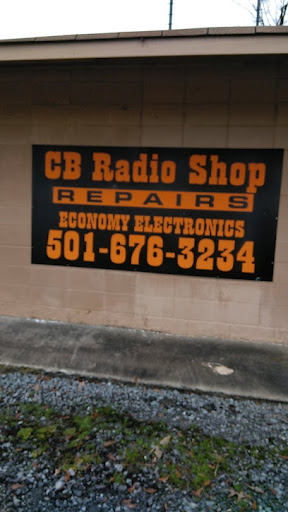 CB Radio Shop
REPAIRS
ECONOMY ELECTRONICS
501-676-3234